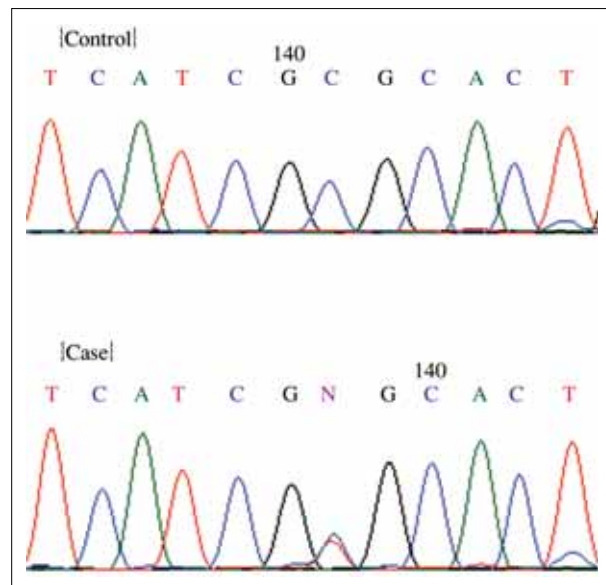 |Control|
140
T C A T C G C G C A C T
|Case|
140
T C A T C G N G C A C T